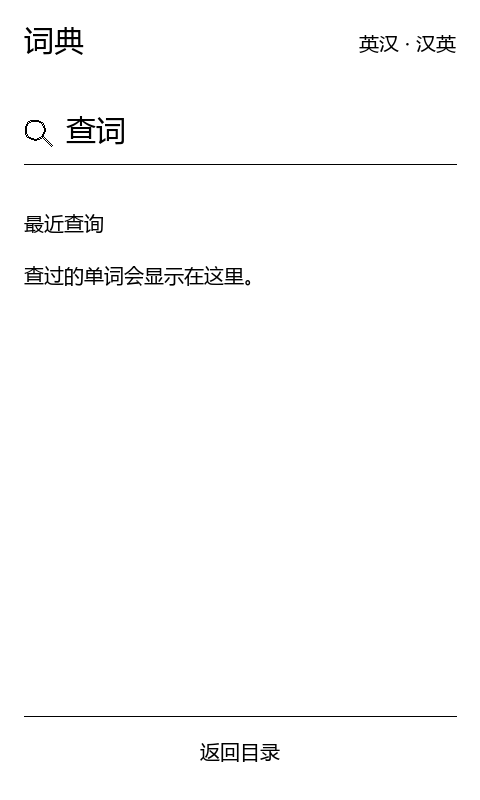 词典
英汉 · 汉英
查词
最近查询
查过的单词会显示在这里。
返回目录